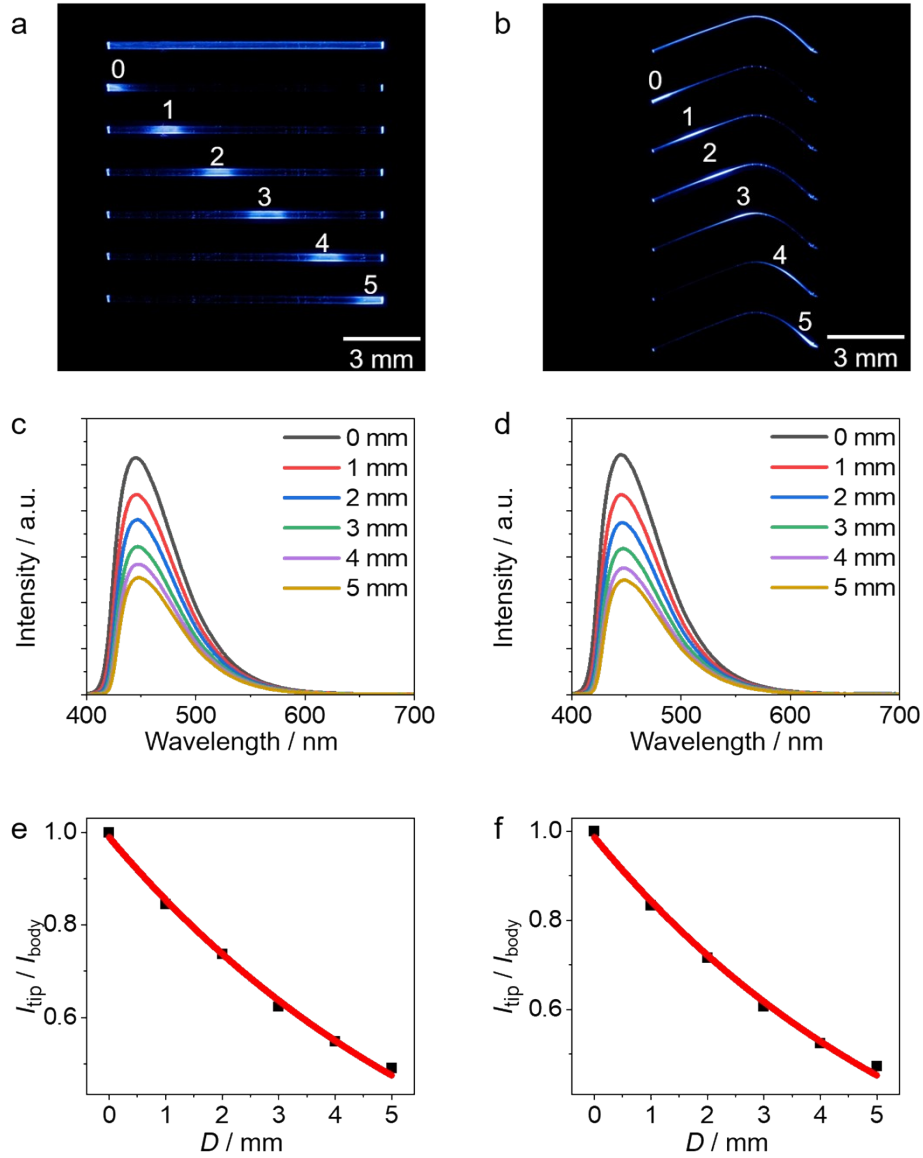 a
0
1
2
3
4
5
3 mm
b
0
1
2
3
4
5
3 mm
c
Intensity / a.u.
0 mm
1 mm
2 mm
3 mm
4 mm
5 mm
400 500 600 700
Wavelength / nm
d
Intensity / a.u.
0 mm
1 mm
2 mm
3 mm
4 mm
5 mm
400 500 600 700
Wavelength / nm
e
Itip / Ibody
1.0
0.8
0.6
0 1 2 3 4 5
D / mm
f
Itip / Ibody
1.0
0.8
0.6
0 1 2 3 4 5
D / mm